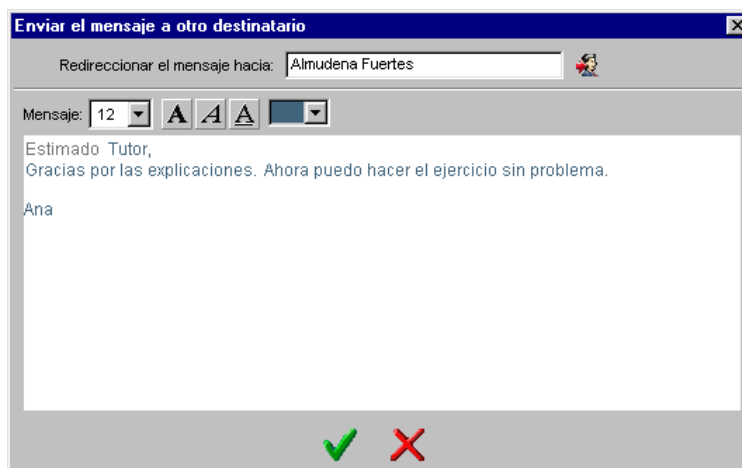 Enviar el mensaje a otro destinatario
Redireccionar el mensaje hacia: Almudena Fuertes
Mensaje: 12 A A A
Estimado Tutor,
Gracias por las explicaciones. Ahora puedo hacer el ejercicio sin problema.
Ana